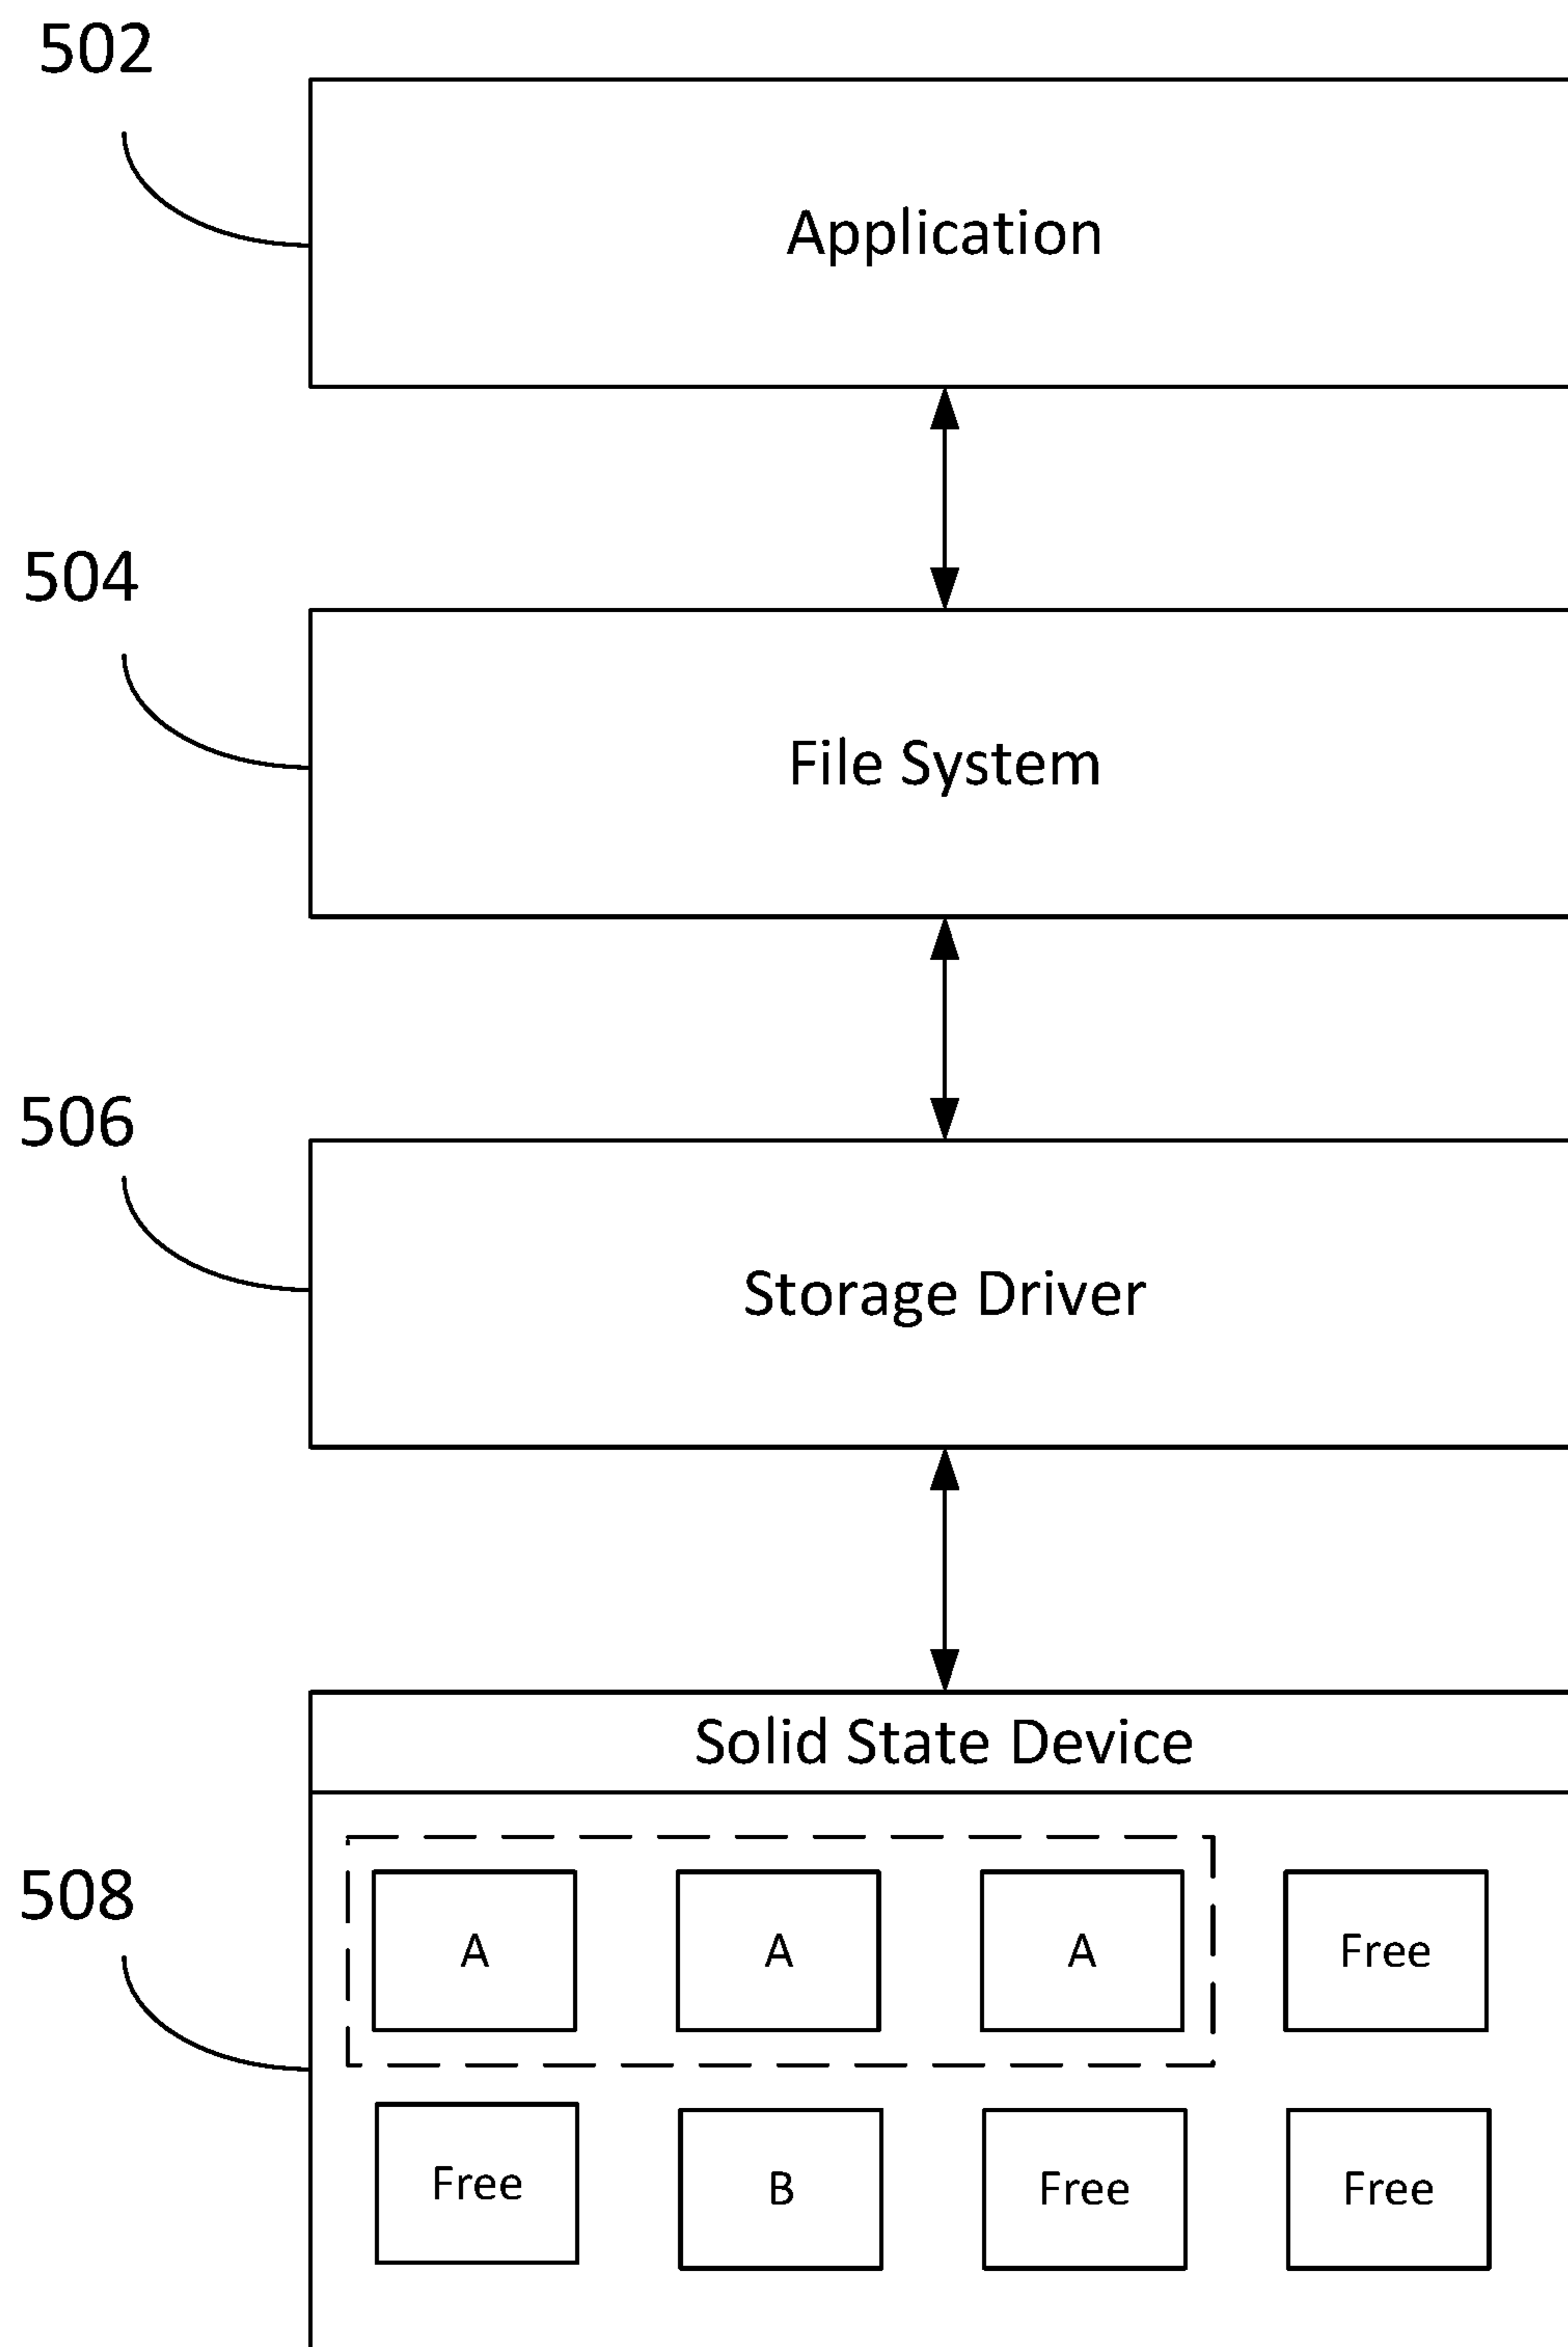 502
Application
504
File System
506
Storage Driver
Solid State Device
508
A A A Free
Free B Free Free